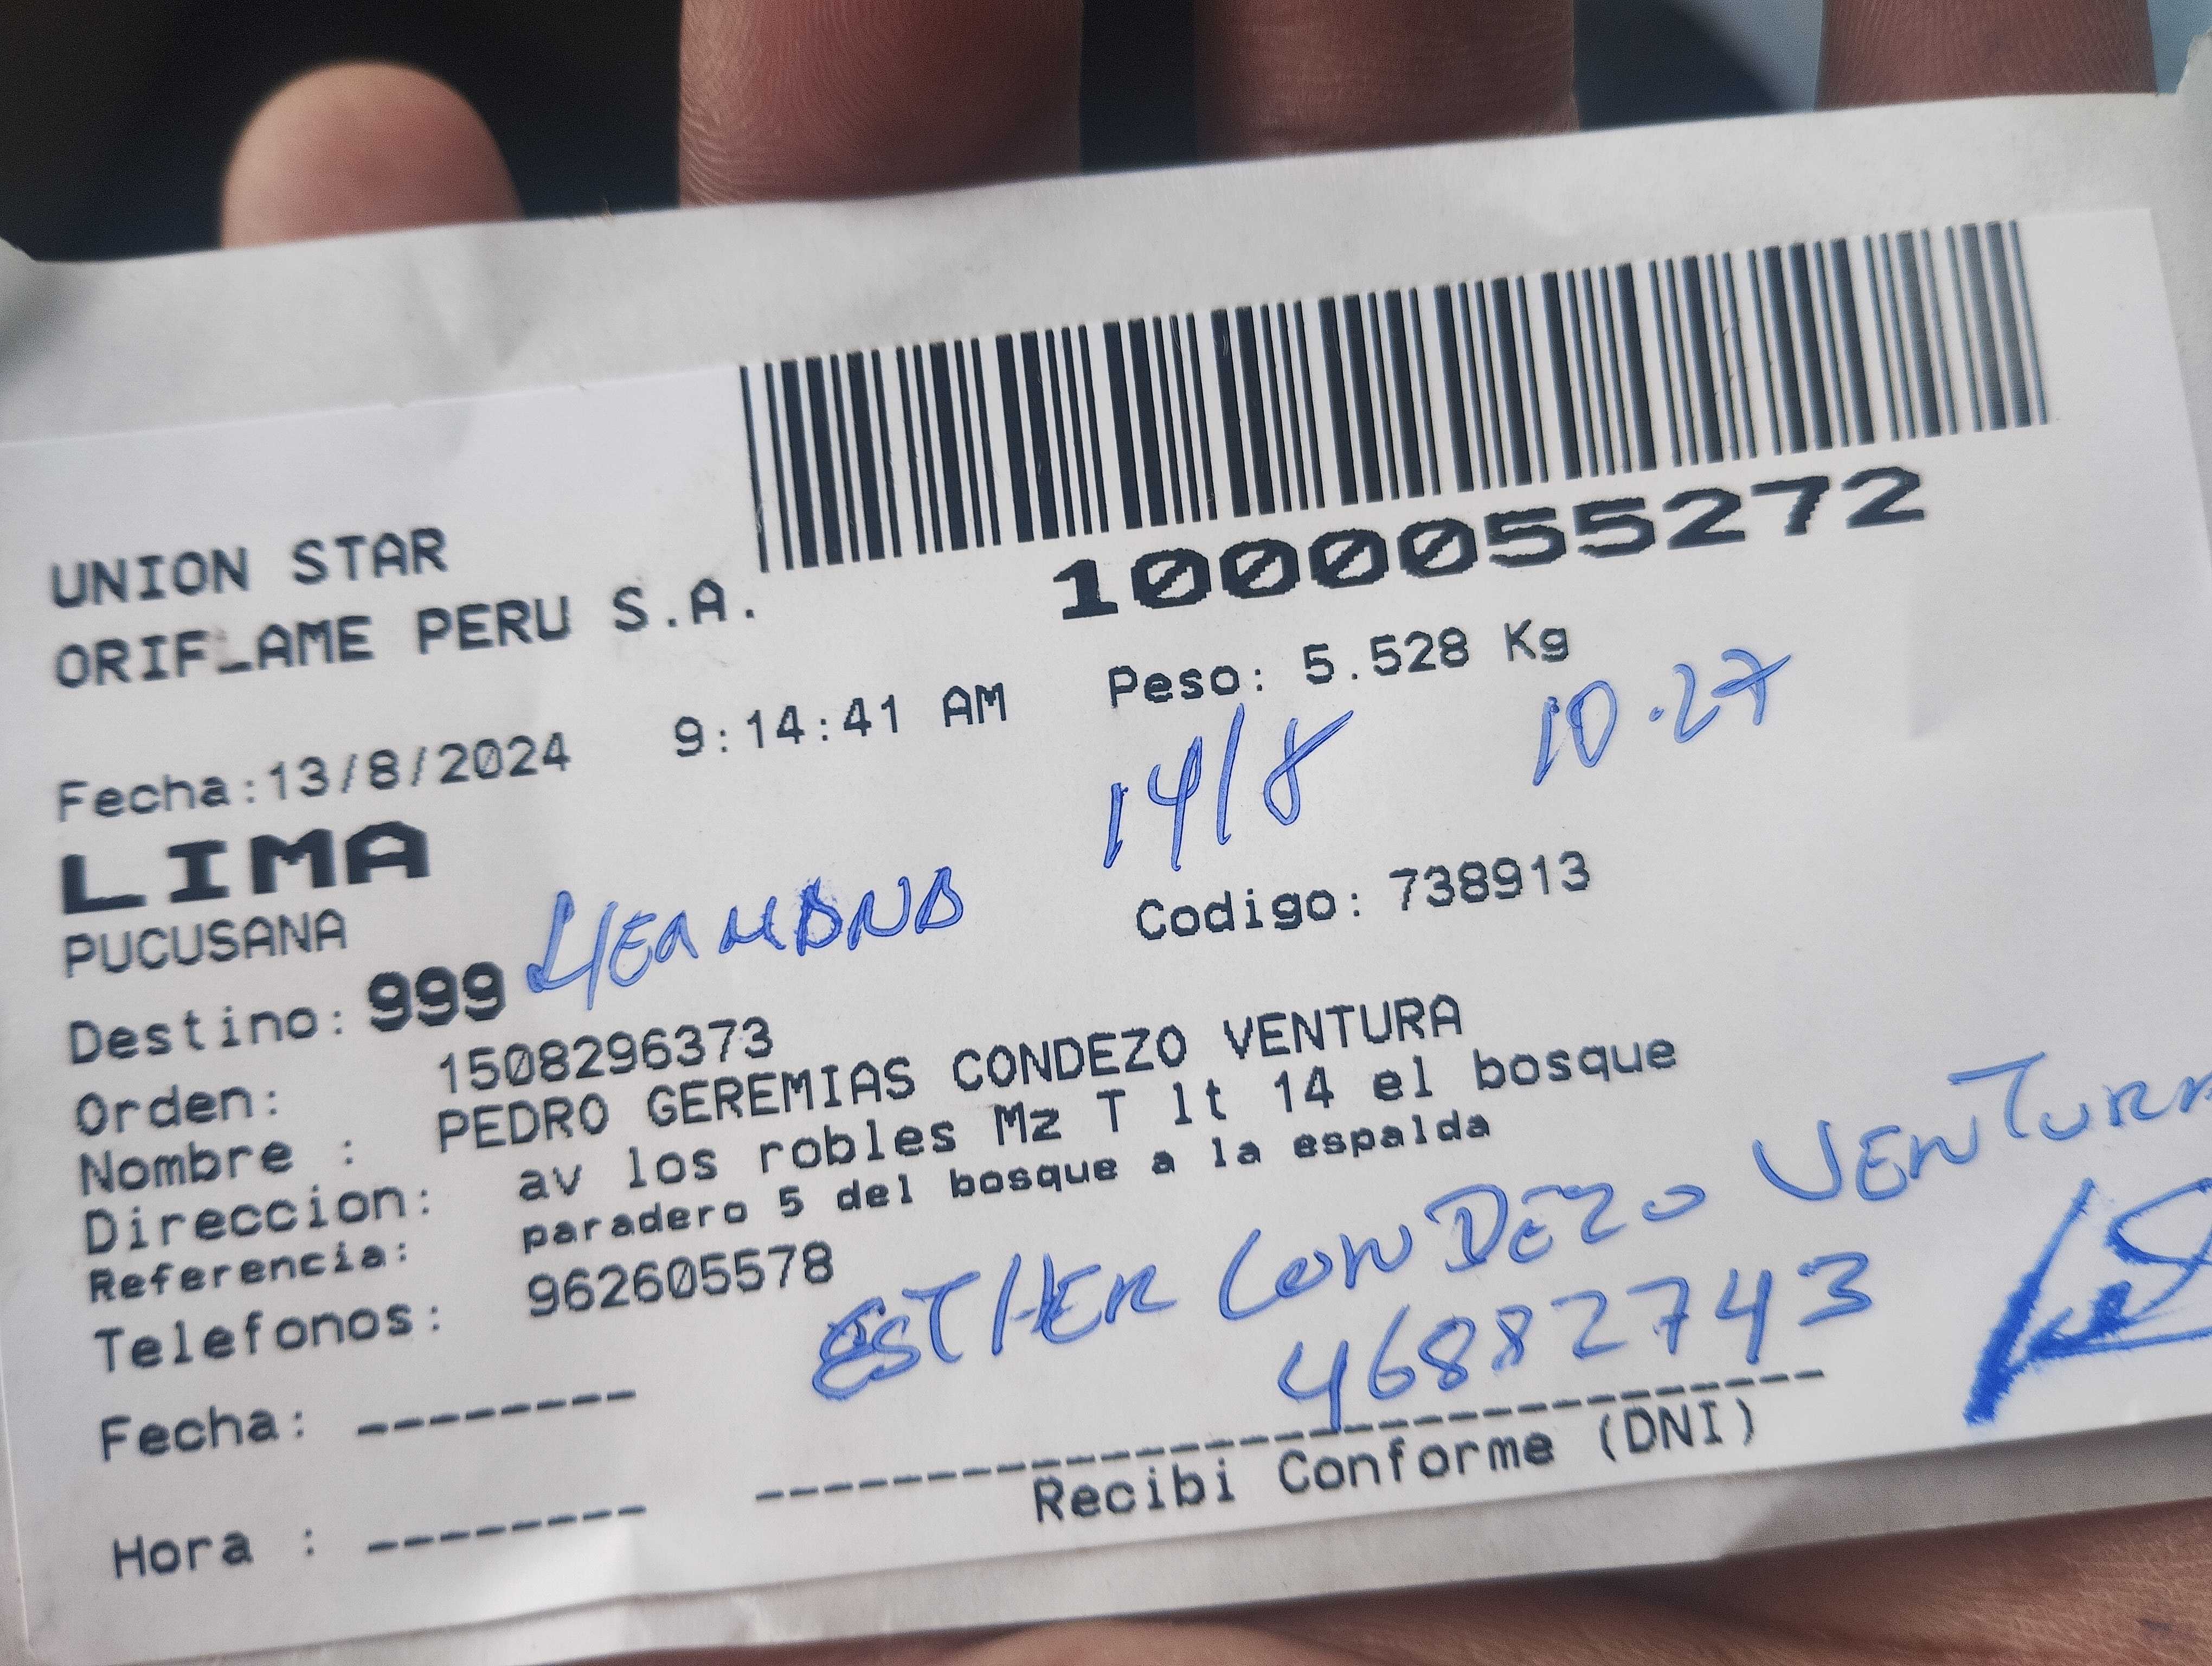 UNION STAR
ORIFLAME PERU S.A.
1000055272
Fecha:13/8/2024 9:14:41 AM Peso: 5.528 Kg
14/8 10.27
LIMA
PUCUSANA
HERMANA
Codigo: 738913
Destino: 999
Orden: 1508296373
Nombre : PEDRO GEREMIAS CONDEZO VENTURA
Direccion: av los robles Mz T lt 14 el bosque
Referencia: paradero 5 del bosque a la espalda
Telefonos: 962605578
ESTHER CONDEZO VENTURA
46882743
Fecha: --------
Recibi Conforme (DNI)
Hora : --------